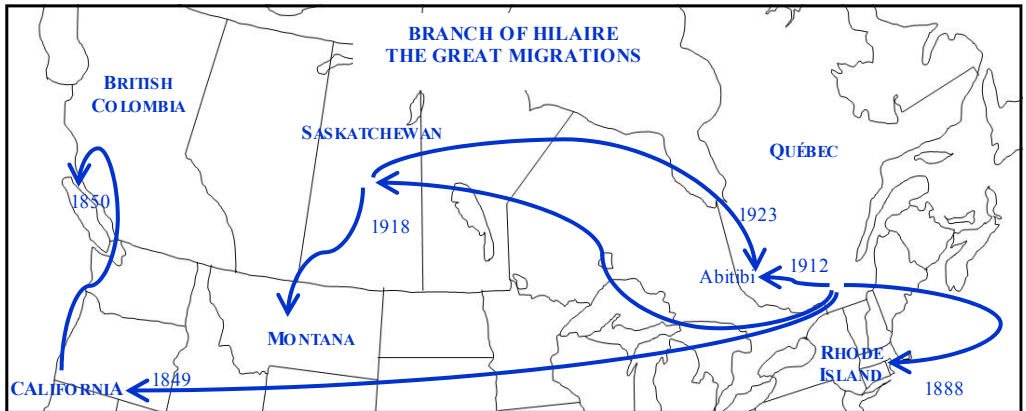 BRANCH OF HILAIRE
THE GREAT MIGRATIONS
BRITISH
COLOMBIA
SASKATCHEWAN
QUÉBEC
1850
1918
1923
Abitibi
1912
MONTANA
RHODE
ISLAND
CALIFORNIA
1849
1888